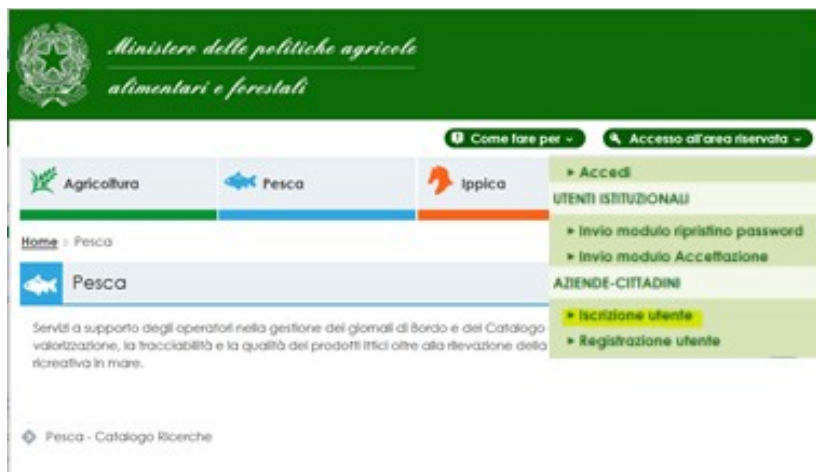 Ministero delle politiche agricole
alimentari e forestali
Come fare per
Accesso all'area riservata
Agricoltura
Pesca
Ippica
Accedi
UTENTI ISTITUZIONALI
Invio modulo ripristino password
Invio modulo Accettazione
AZIENDE-CITTADINI
Iscrizione utente
Registrazione utente
Home » Pesca
Pesca
Servizi a supporto degli operatori nella gestione dei giornali di Bordo e del Catalogo
valorizzazione, la tracciabilità e la qualità dei prodotti ittici oltre alla rilevazione della
ricreativa in mare.
Pesca - Catalogo Ricerche